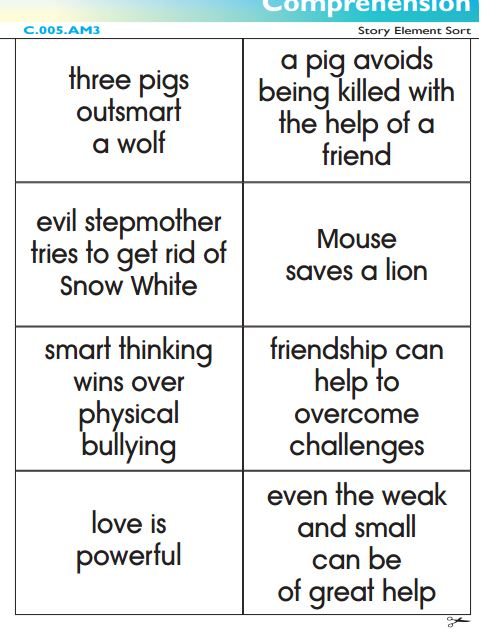 Comprehension
C.005.AM3
Story Element Sort
three pigs
outsmart
a wolf
a pig avoids
being killed with
the help of a
friend
evil stepmother
tries to get rid of
Snow White
Mouse
saves a lion
smart thinking
wins over
physical
bullying
friendship can
help to
overcome
challenges
love is
powerful
even the weak
and small
can be
of great help